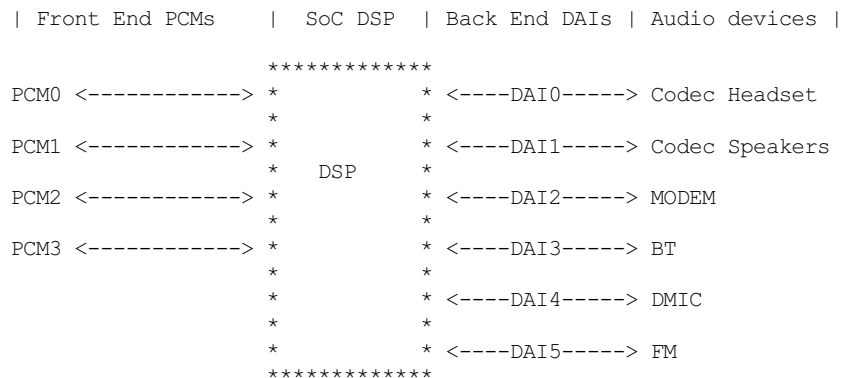 | Front End PCMs    |  SoC DSP  | Back End DAIs | Audio devices |
                   *************
PCM0 <------------> *           * <----DAI0-----> Codec Headset
                   *           *
PCM1 <------------> *           * <----DAI1-----> Codec Speakers
                   *   DSP     *
PCM2 <------------> *           * <----DAI2-----> MODEM
                   *           *
PCM3 <------------> *           * <----DAI3-----> BT
                   *           *
                   *           * <----DAI4-----> DMIC
                   *           *
                   *           * <----DAI5-----> FM
                   *************